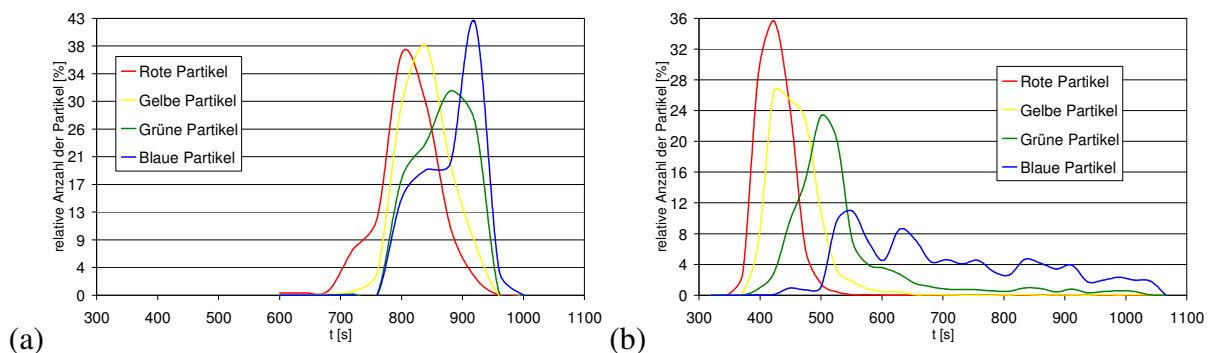 relative Anzahl der Partikel [%]
43
38
34
30
26
21
17
13
9
4
0
Rote Partikel
Gelbe Partikel
Grüne Partikel
Blaue Partikel
300 400 500 600 700 800 900 1000 1100
t [s]
(a)
relative Anzahl der Partikel [%]
36
32
28
24
20
16
12
8
4
0
Rote Partikel
Gelbe Partikel
Grüne Partikel
Blaue Partikel
300 400 500 600 700 800 900 1000 1100
t [s]
(b)